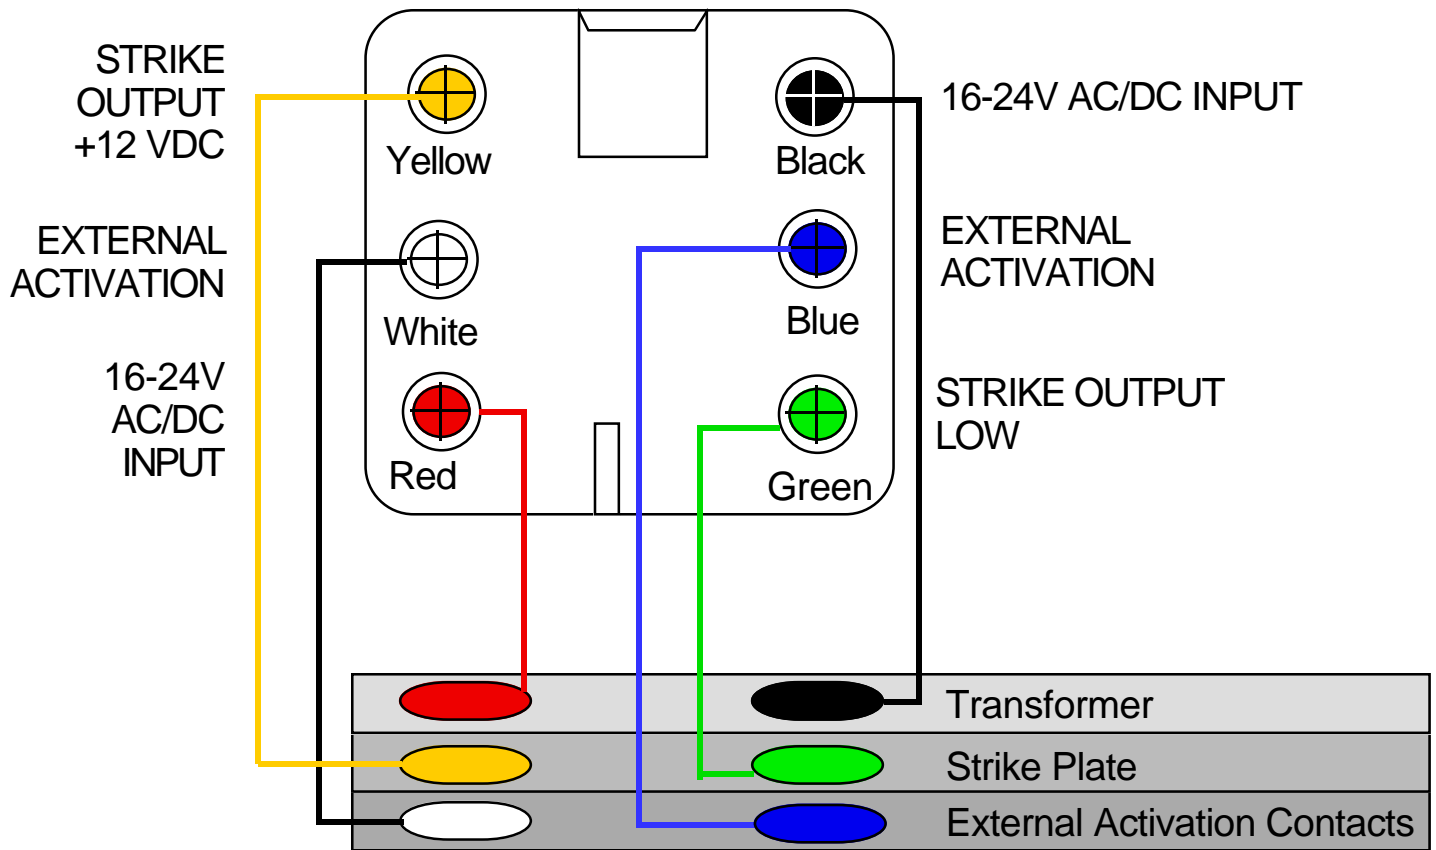 STRIKE
OUTPUT
+12 VDC
Yellow
Black
16-24V AC/DC INPUT
EXTERNAL
ACTIVATION
White
Blue
EXTERNAL
ACTIVATION
16-24V
AC/DC
INPUT
Red
Green
STRIKE OUTPUT
LOW
Transformer
Strike Plate
External Activation Contacts